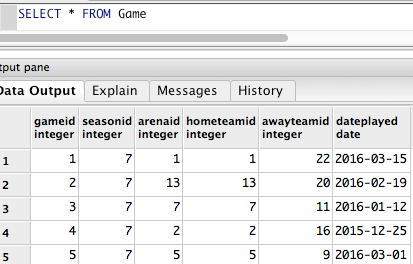 SELECT * FROM Game
tput pane
Data Output Explain Messages History
gameid integer seasonid integer arenaid integer hometeamid integer awayteamid integer dateplayed date
1 1 7 1 1 22 2016-03-15
2 2 7 13 13 20 2016-02-19
3 3 7 7 7 11 2016-01-12
4 4 7 2 2 16 2015-12-25
5 5 7 5 5 9 2016-03-01